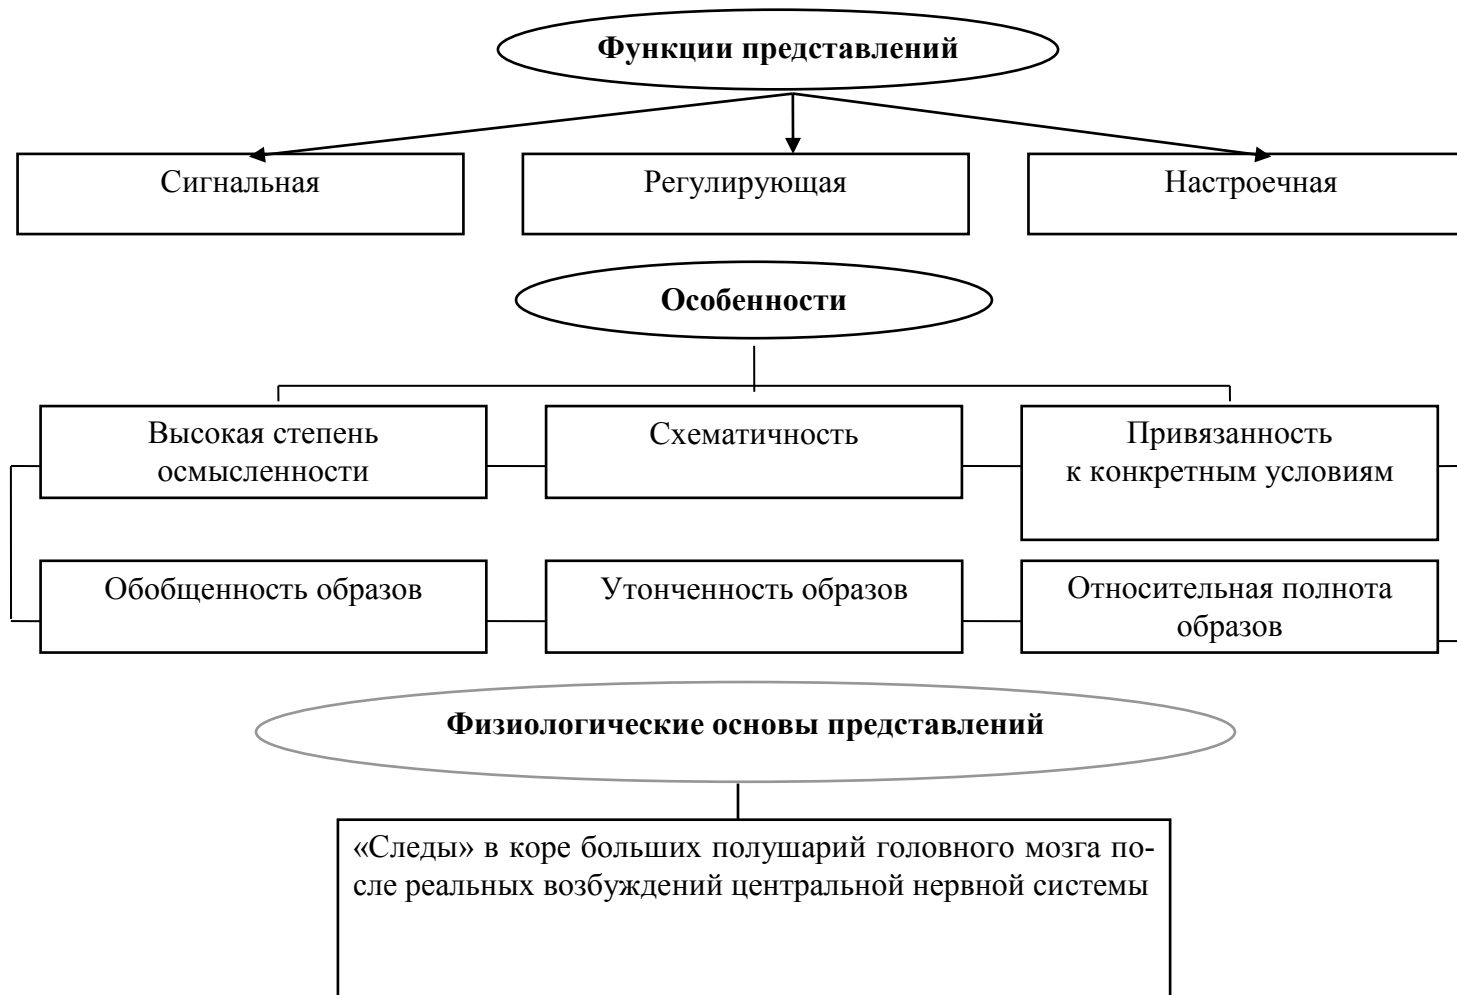 Функции представлений
Сигнальная
Регулирующая
Настроечная
Особенности
Высокая степень
осмысленности
Схематичность
Привязанность
к конкретным условиям
Обобщенность образов
Утонченность образов
Относительная полнота
образов
Физиологические основы представлений
«Следы» в коре больших полушарий головного мозга по-
сле реальных возбуждений центральной нервной системы